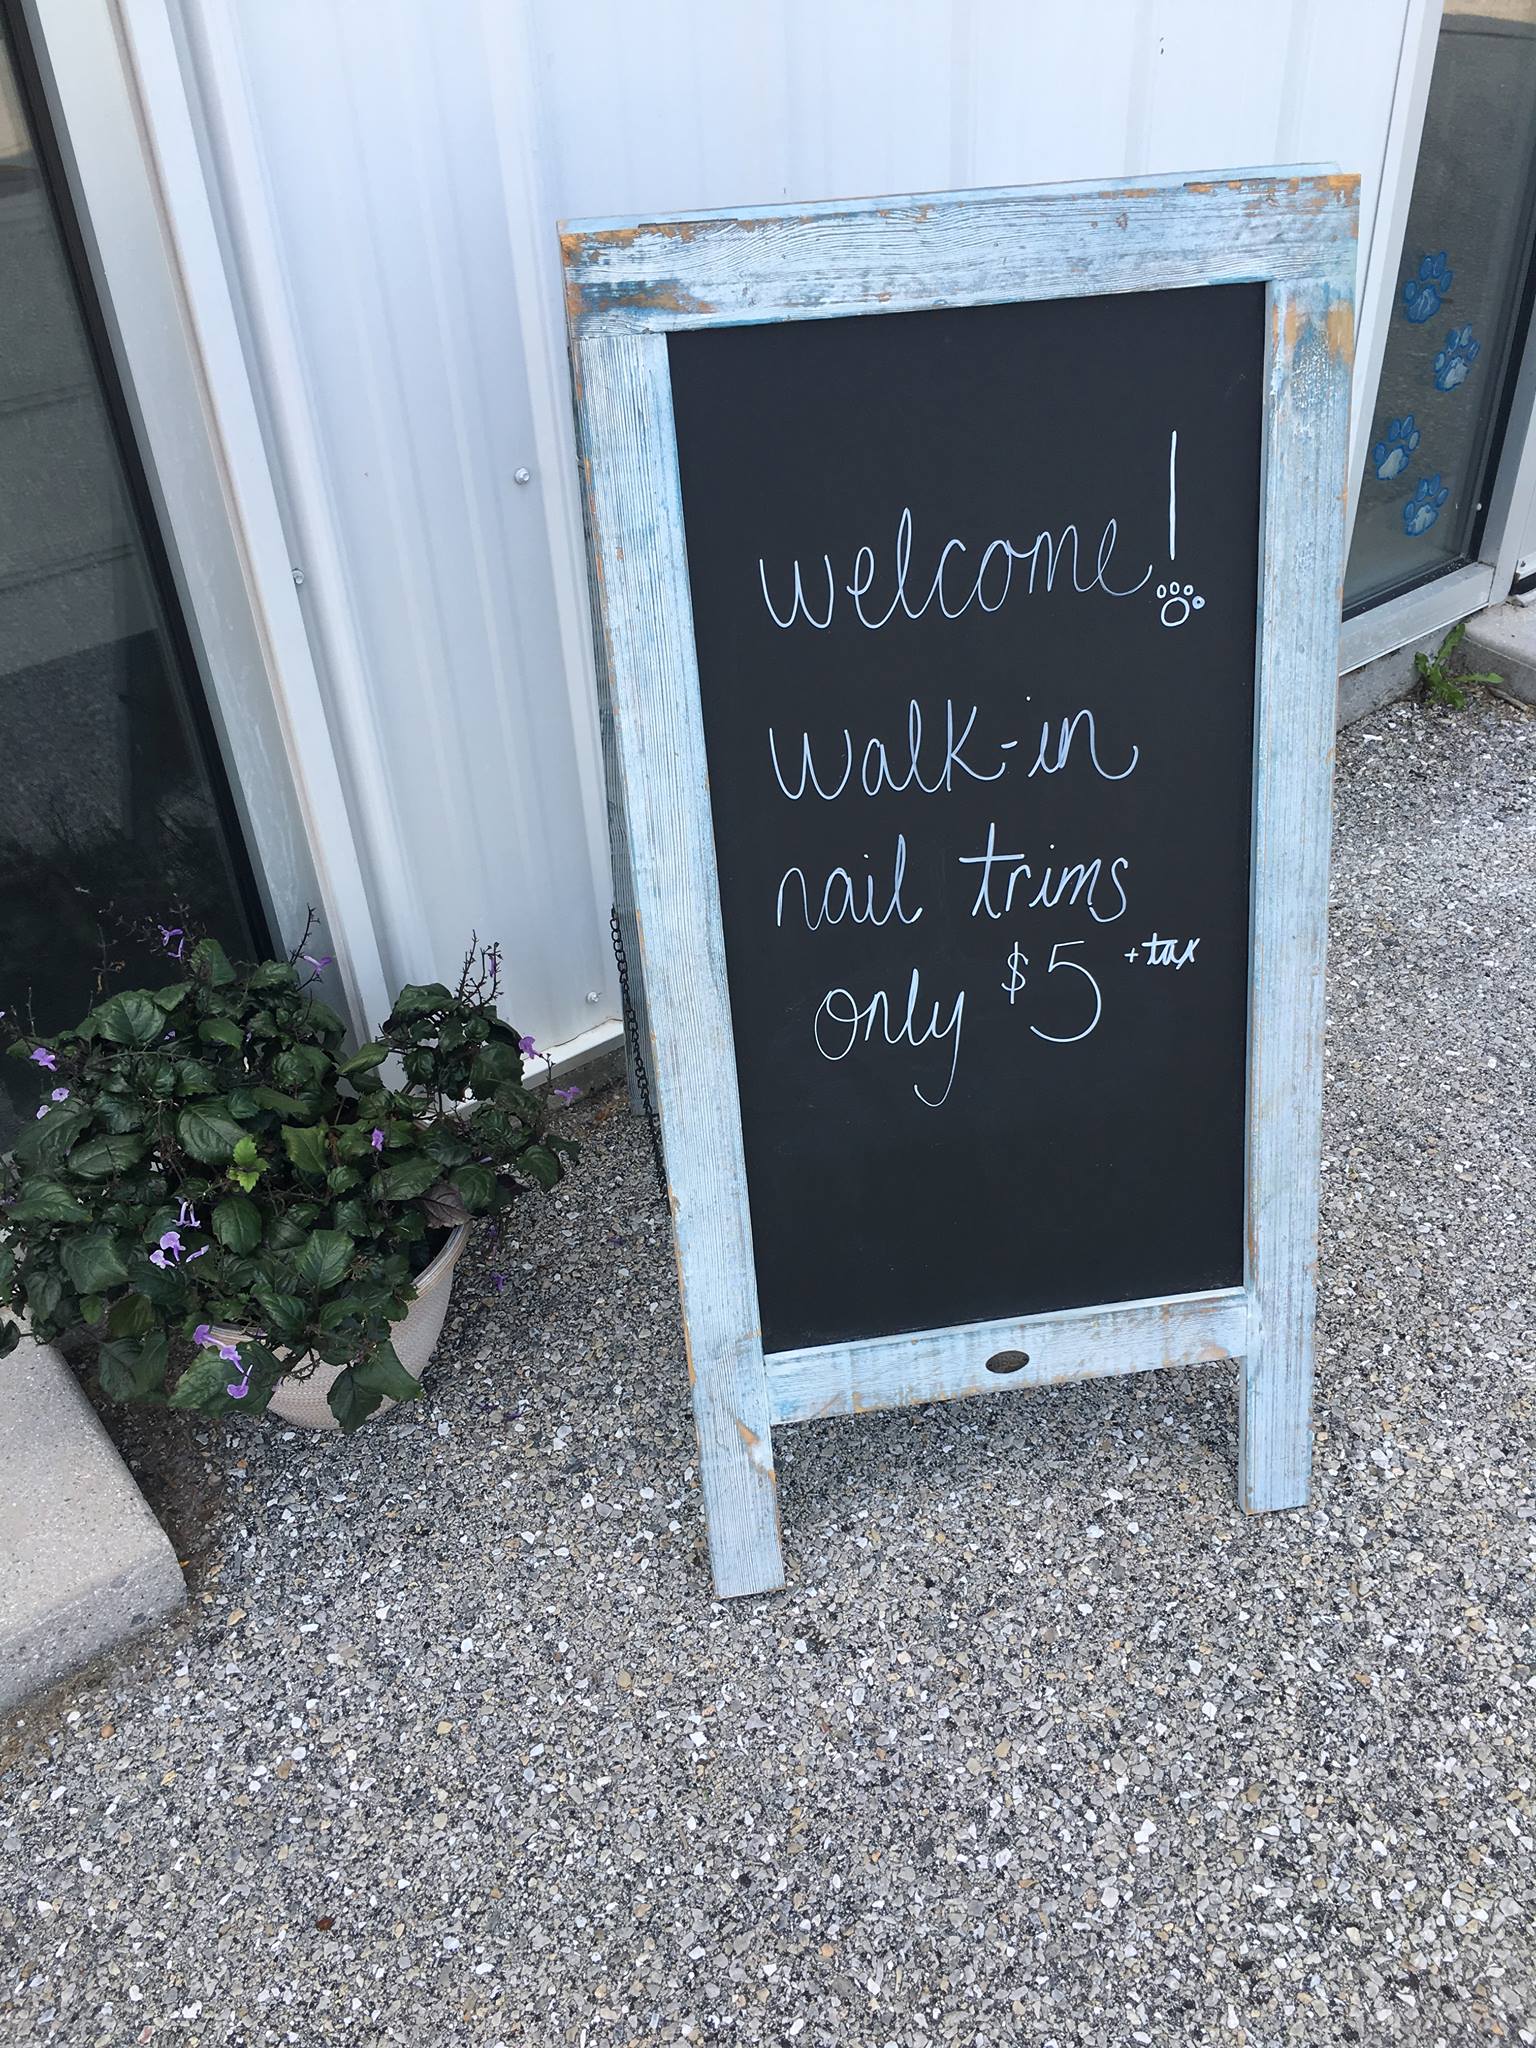 welcome!
walk-in
nail trims
only $5 + tax